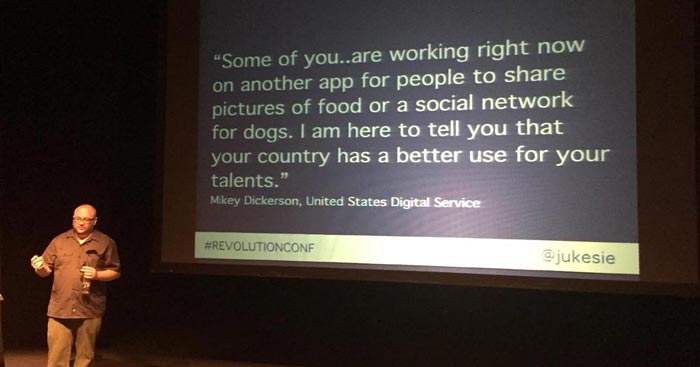 “Some of you..are working right now
on another app for people to share
pictures of food or a social network
for dogs. I am here to tell you that
your country has a better use for your
talents.”
Mikey Dickerson, United States Digital Service
#REVOLUTIONCONF
@jukesie